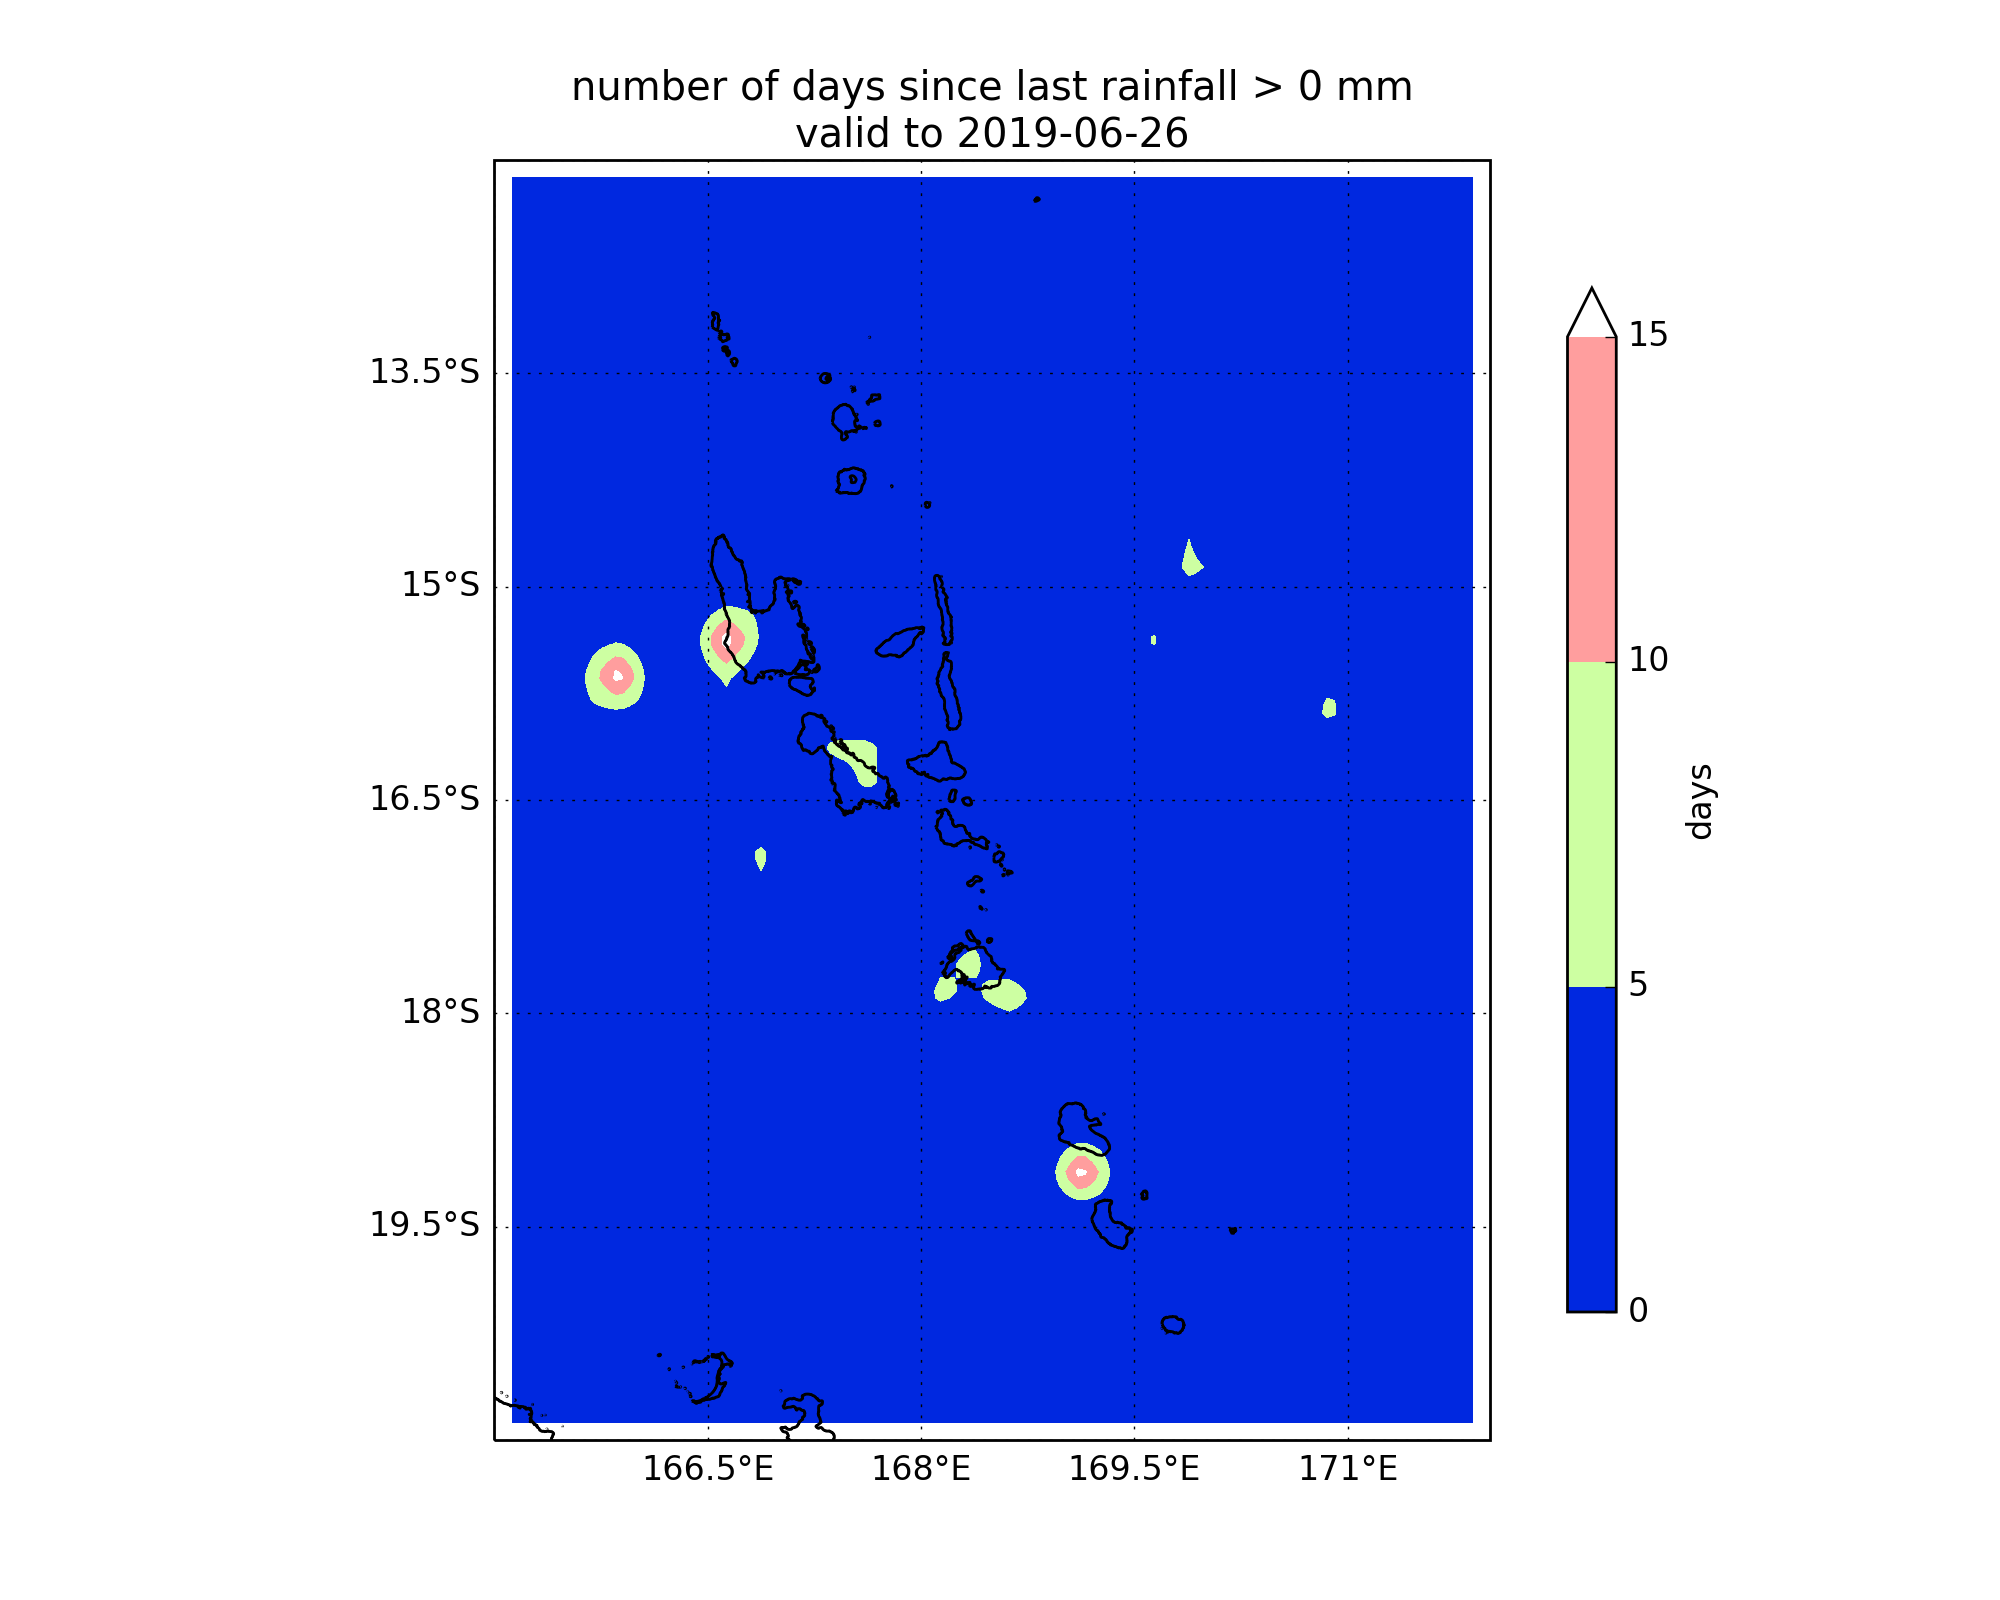 number of days since last rainfall > 0 mm
valid to 2019-06-26
13.5°S
15°S
16.5°S
18°S
19.5°S
166.5°E
168°E
169.5°E
171°E
15
10
5
0
days